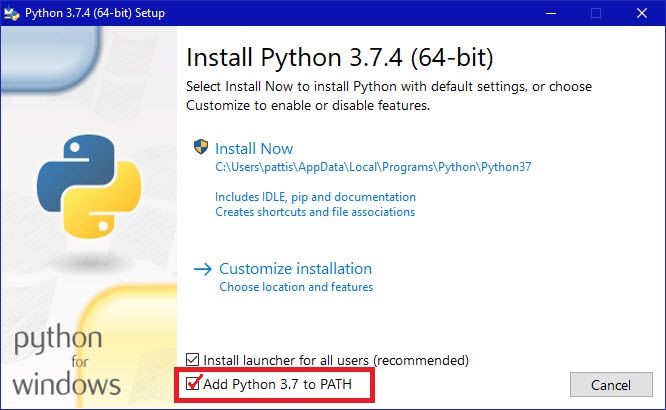 Python 3.7.4 (64-bit) Setup
Install Python 3.7.4 (64-bit)
Select Install Now to install Python with default settings, or choose
Customize to enable or disable features.
Install Now
C:\Users\pattis\AppData\Local\Programs\Python\Python37
Includes IDLE, pip and documentation
Creates shortcuts and file associations
Customize installation
Choose location and features
python
for
windows
Install launcher for all users (recommended)
Add Python 3.7 to PATH
Cancel